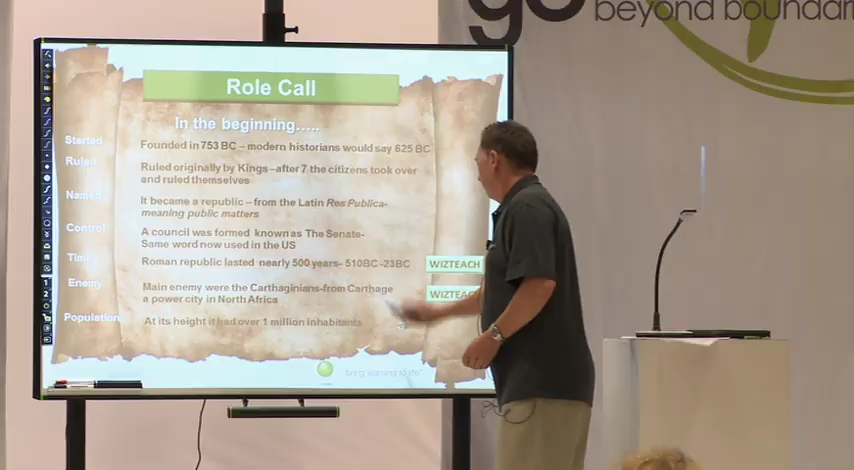 go
beyond boundar
Role Call
In the beginning.....
Started
Founded in 753 BC – modern historians would say 625 BC
Ruled
Ruled originally by Kings –after 7 the citizens took over
and ruled themselves
Named
It became a republic – from the Latin Res Publica-
meaning public matters
Control
A council was formed known as The Senate-
Same word now used in the US
Roman republic lasted nearly 500 years- 510BC -23BC
WIZTEACH
Enemy
Main enemy were the Carthaginians-from Carthage
a power city in North Africa
WIZTEAC
Population
At its height it had over 1 million inhabitants
bring learning to life
1
2